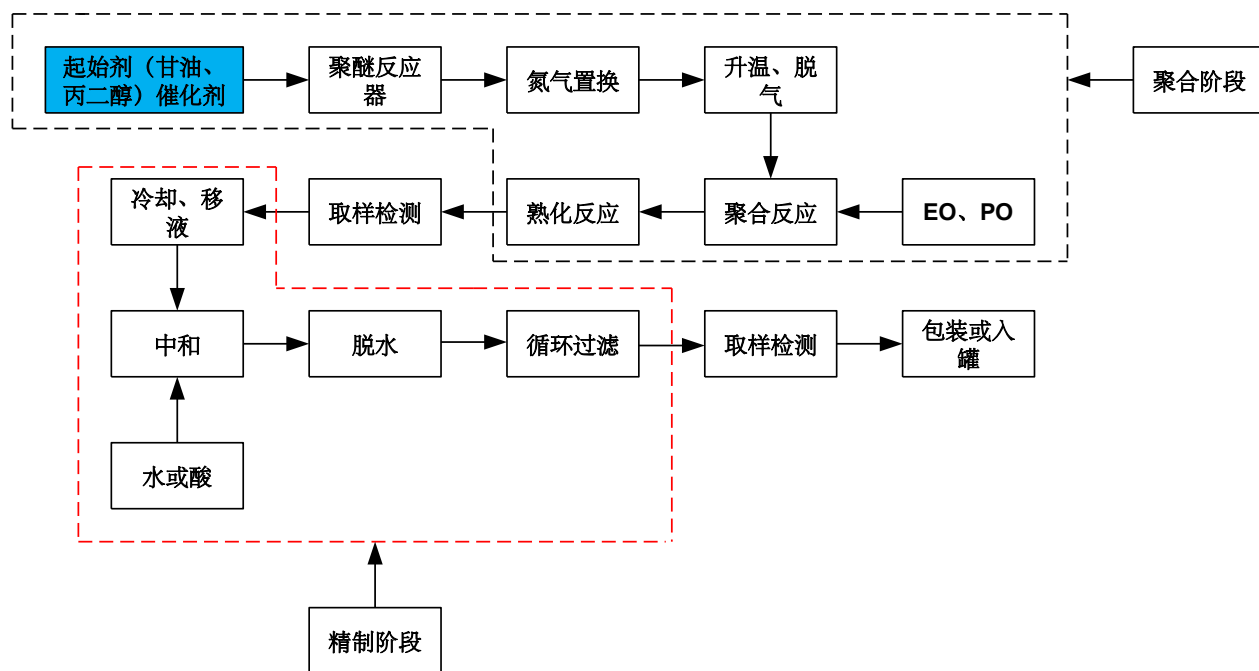 起始剂（甘油、
丙二醇）催化剂
聚醚反应
器
氮气置换
升温、脱
气
聚合阶段
冷却、移
液
取样检测
熟化反应
聚合反应
EO、PO
中和
脱水
循环过滤
取样检测
包装或入
罐
水或酸
精制阶段